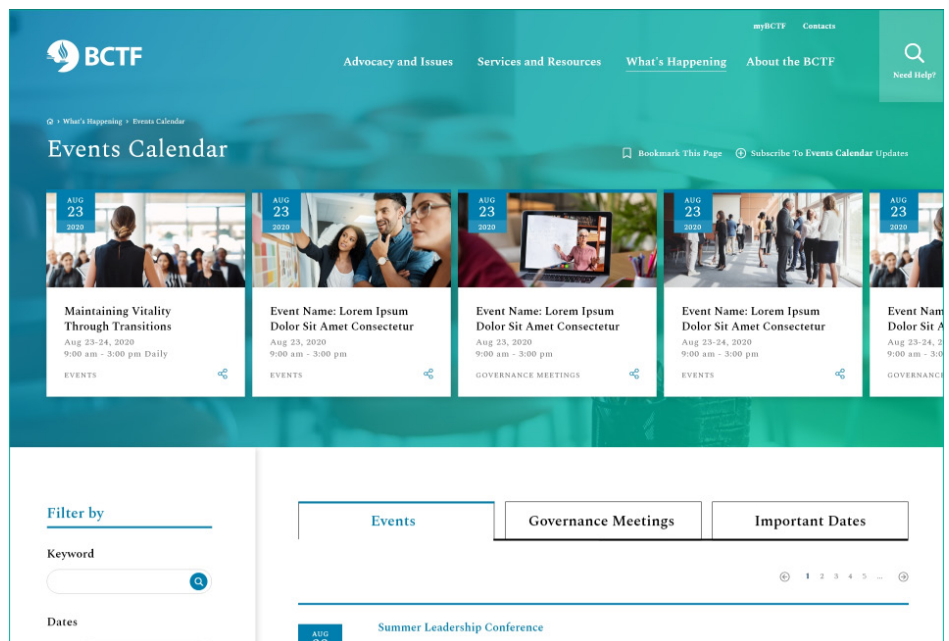 myBCTF Contacts
BCTF
Advocacy and Issues Services and Resources What's Happening About the BCTF
Need Help?
What's Happening Events Calendar
Events Calendar
Bookmark This Page Subscribe To Events Calendar Updates
AUG
23
2020
Maintaining Vitality
Through Transitions
Aug 23-24, 2020
9:00 am - 3:00 pm Daily
EVENTS
AUG
23
2020
Event Name: Lorem Ipsum
Dolor Sit Amet Consectetur
Aug 23, 2020
9:00 am - 3:00 pm
EVENTS
AUG
23
2020
Event Name: Lorem Ipsum
Dolor Sit Amet Consectetur
Aug 23, 2020
9:00 am - 3:00 pm
GOVERNANCE MEETINGS
AUG
23
2020
Event Name: Lorem Ipsum
Dolor Sit Amet Consectetur
Aug 23-24, 2020
9:00 am - 3:00 pm
EVENTS
AUG
23
2020
Event Nam
Dolor Sit A
Aug 23-24, 2
9:00 am - 3:0
GOVERNANCE
Filter by
Keyword
Dates
Events Governance Meetings Important Dates
1 2 3 4 5 ...
AUG
Summer Leadership Conference